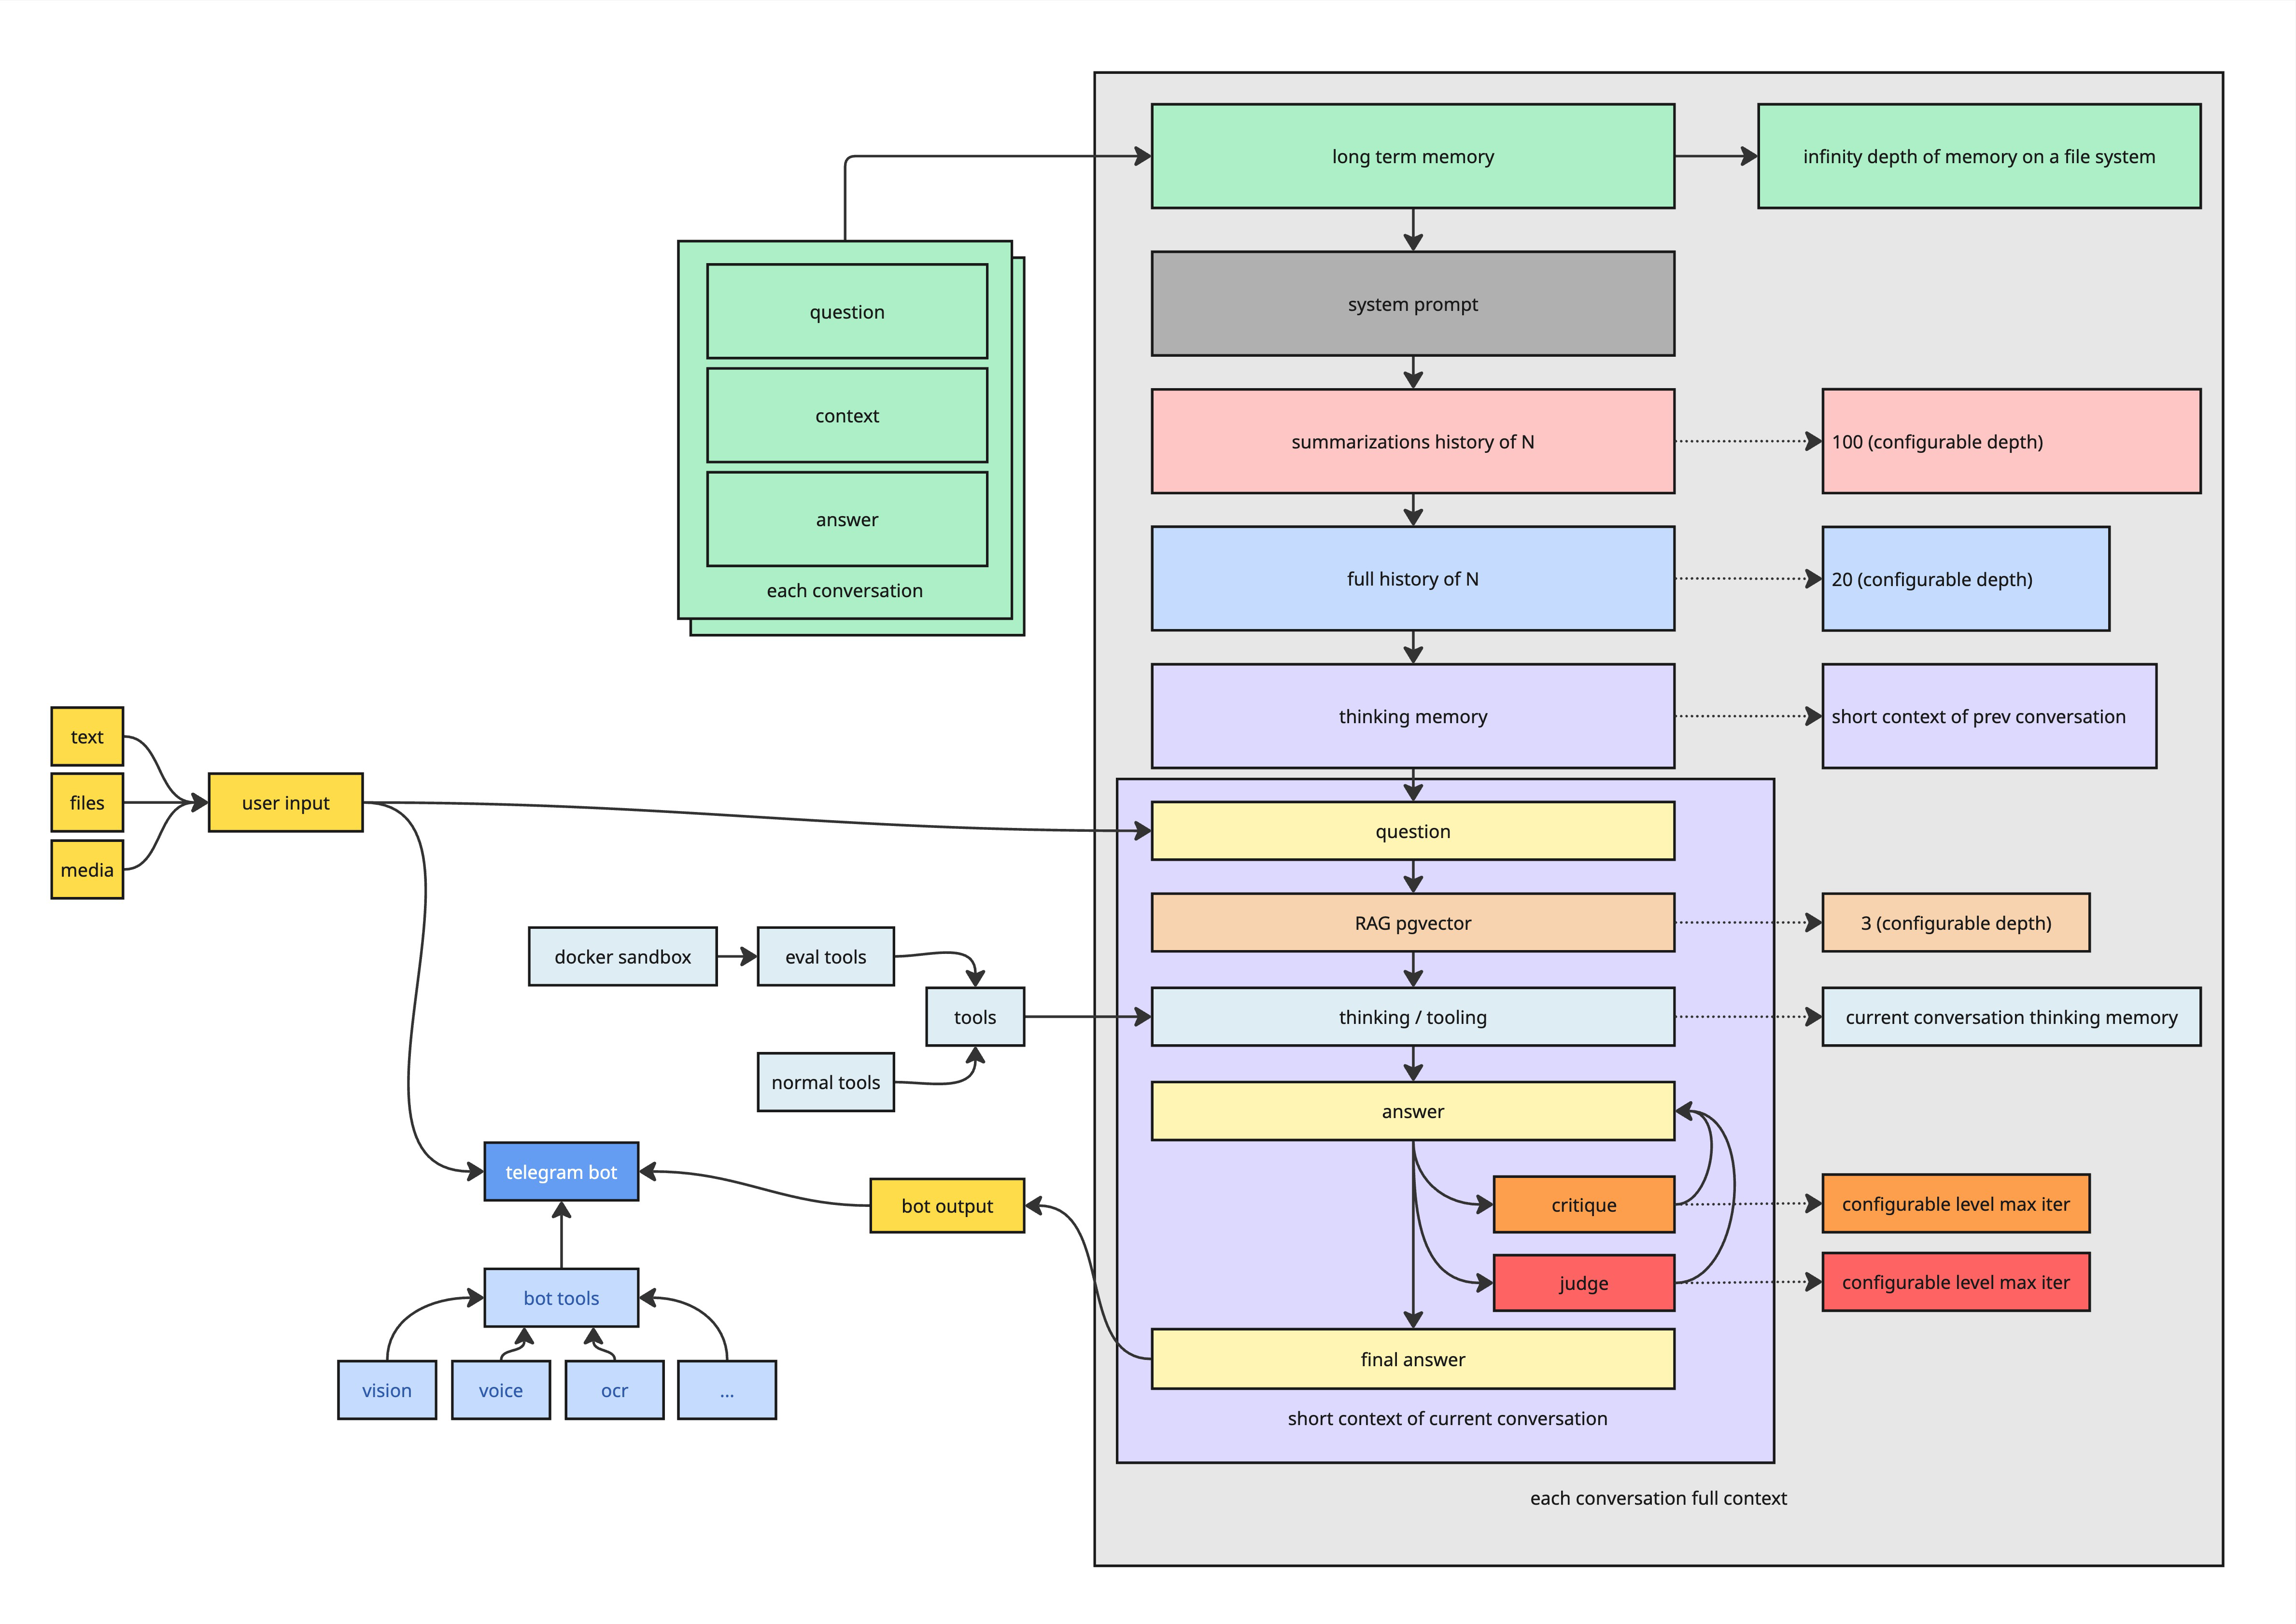 long term memory
infinity depth of memory on a file system
question
context
answer
each conversation
system prompt
summarizations history of N
100 (configurable depth)
full history of N
20 (configurable depth)
thinking memory
short context of prev conversation
text
files
media
user input
question
RAG pgvector
3 (configurable depth)
docker sandbox
eval tools
tools
normal tools
thinking / tooling
current conversation thinking memory
answer
telegram bot
bot output
critique
configurable level max iter
judge
configurable level max iter
bot tools
vision
voice
ocr
...
final answer
short context of current conversation
each conversation full context